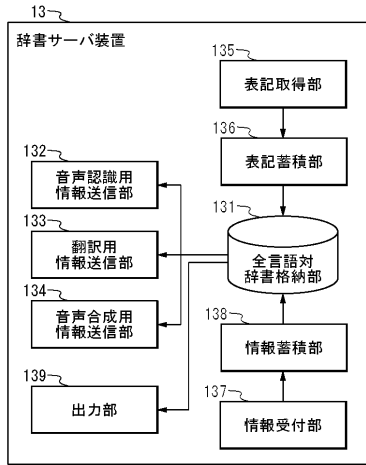 13
辞書サーバ装置
135
表記取得部
136
表記蓄積部
132
音声認識用
情報送信部
131
全言語対
辞書格納部
133
翻訳用
情報送信部
134
音声合成用
情報送信部
138
情報蓄積部
139
出力部
137
情報受付部